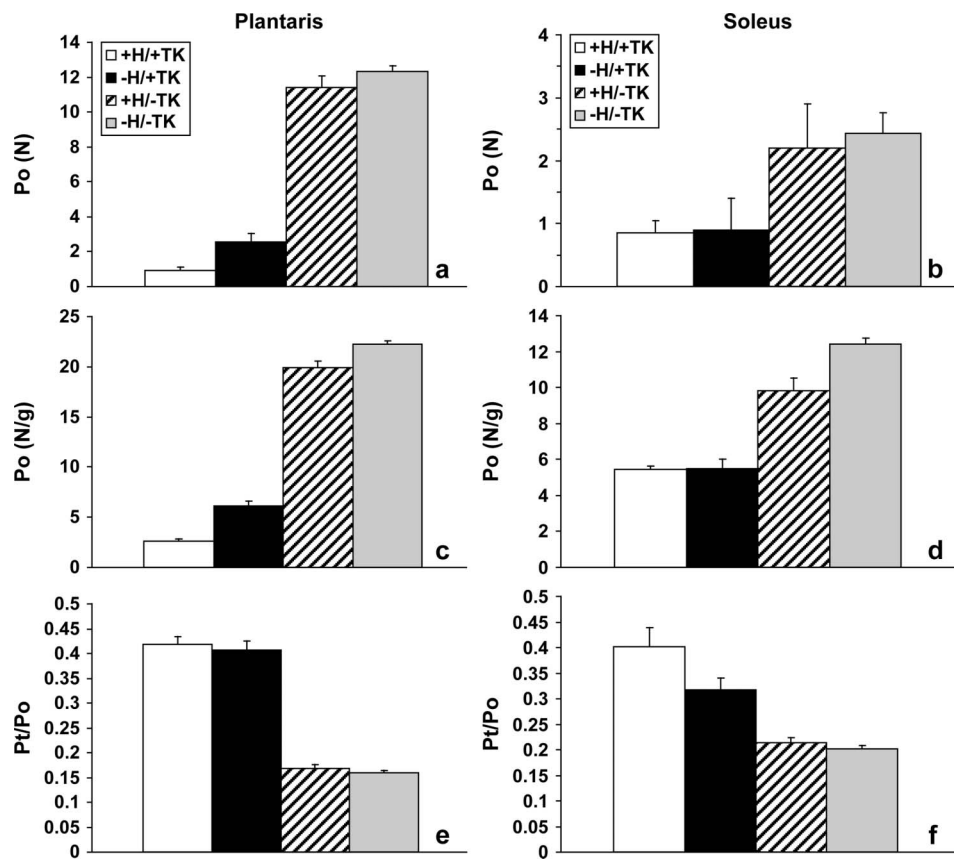 Plantaris
Soleus
14
12
10
8
6
4
2
0
Po (N)
+H/+TK
-H/+TK
+H/-TK
-H/-TK
a
4
3
2
1
0
Po (N)
+H/+TK
-H/+TK
+H/-TK
-H/-TK
b
25
20
15
10
5
0
Po (N/g)
c
14
12
10
8
6
4
2
0
Po (N/g)
d
0.5
0.45
0.4
0.35
0.3
0.25
0.2
0.15
0.1
0.05
0
Pt/Po
e
0.5
0.45
0.4
0.35
0.3
0.25
0.2
0.15
0.1
0.05
0
Pt/Po
f